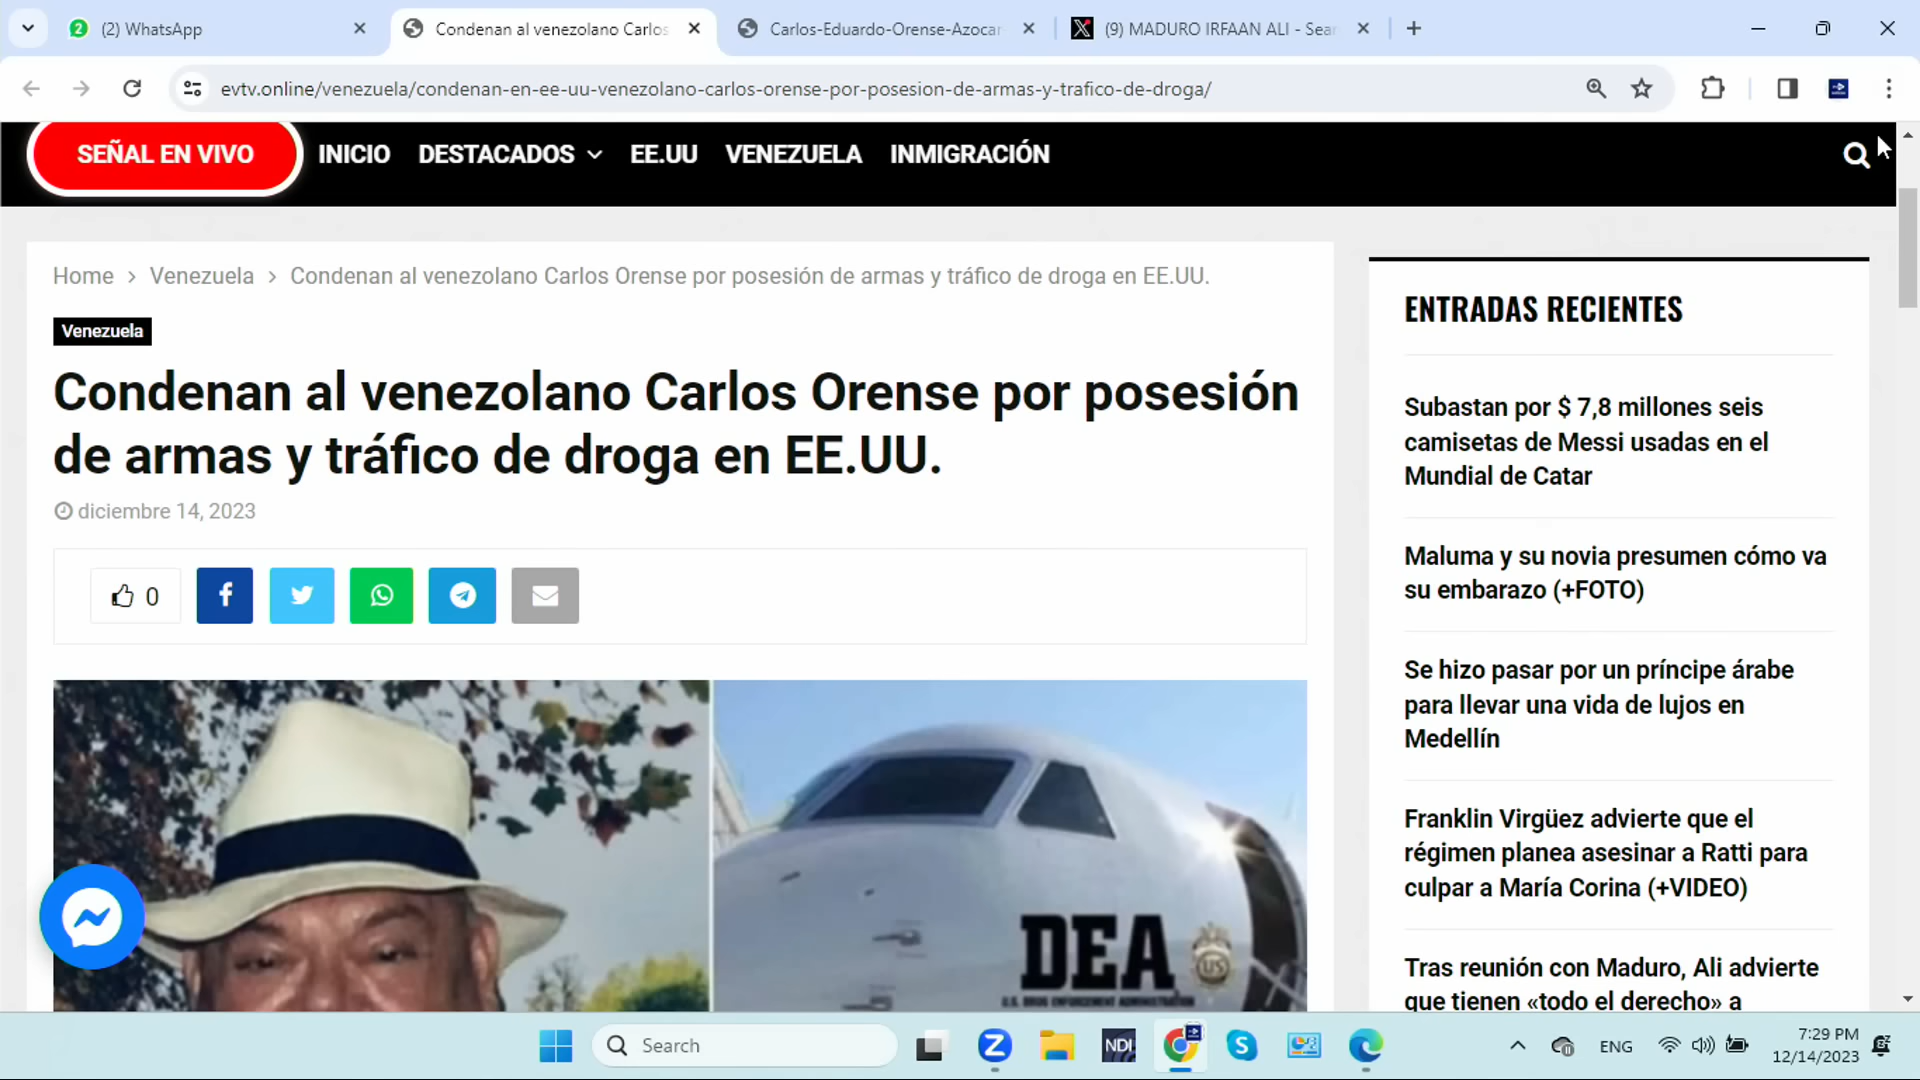 (2) WhatsApp
Condenan al venezolano Carlos
Carlos-Eduardo-Orense-Azocar
(9) MADURO IRFAAN ALI - Sear
evtv.online/venezuela/condenan-en-ee-uu-venezolano-carlos-orense-por-posesion-de-armas-y-trafico-de-droga/
SEÑAL EN VIVO INICIO DESTACADOS EE.UU VENEZUELA INMIGRACIÓN
Home > Venezuela > Condenan al venezolano Carlos Orense por posesión de armas y tráfico de droga en EE.UU.
Venezuela
Condenan al venezolano Carlos Orense por posesión
de armas y tráfico de droga en EE.UU.
diciembre 14, 2023
0
DEA
U.S. DRUG ENFORCEMENT ADMINISTRATION
US
ENTRADAS RECIENTES
Subastan por $ 7,8 millones seis
camisetas de Messi usadas en el
Mundial de Catar
Maluma y su novia presumen cómo va
su embarazo (+FOTO)
Se hizo pasar por un príncipe árabe
para llevar una vida de lujos en
Medellín
Franklin Virgüez advierte que el
régimen planea asesinar a Ratti para
culpar a María Corina (+VIDEO)
Tras reunión con Maduro, Ali advierte
que tienen «todo el derecho» a
Search
NDI
ENG
7:29 PM
12/14/2023